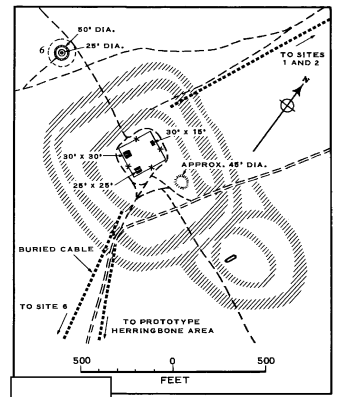 50' DIA.
6
25' DIA.
TO SITES
1 AND 2
N
30' x 15'
30' x 30'
APPROX. 45' DIA.
25' x 25'
BURIED CABLE
TO SITE 6
TO PROTOTYPE
HERRINGBONE AREA
500 0 500
FEET